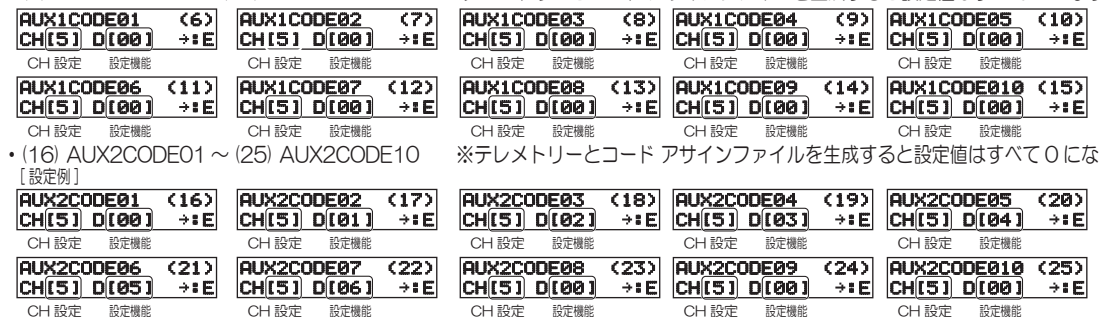 AUX1CODE01 (6) AUX1CODE02 (7) AUX1CODE03 (8) AUX1CODE04 (9) AUX1CODE05 (10)
CH[5] D[00] →:E CH[5] D[00] →:E CH[5] D[00] →:E CH[5] D[00] →:E CH[5] D[00] →:E
CH 設定 設定機能 CH 設定 設定機能 CH 設定 設定機能 CH 設定 設定機能 CH 設定 設定機能
AUX1CODE06 (11) AUX1CODE07 (12) AUX1CODE08 (13) AUX1CODE09 (14) AUX1CODE010 (15)
CH[5] D[00] →:E CH[5] D[00] →:E CH[5] D[00] →:E CH[5] D[00] →:E CH[5] D[00] →:E
CH 設定 設定機能 CH 設定 設定機能 CH 設定 設定機能 CH 設定 設定機能 CH 設定 設定機能
・(16) AUX2CODE01～(25) AUX2CODE10 ※テレメトリーとコード アサインファイルを生成すると設定値はすべて 0 にな
[設定例]
AUX2CODE01 (16) AUX2CODE02 (17) AUX2CODE03 (18) AUX2CODE04 (19) AUX2CODE05 (20)
CH[5] D[00] →:E CH[5] D[01] →:E CH[5] D[02] →:E CH[5] D[03] →:E CH[5] D[04] →:E
CH 設定 設定機能 CH 設定 設定機能 CH 設定 設定機能 CH 設定 設定機能 CH 設定 設定機能
AUX2CODE06 (21) AUX2CODE07 (22) AUX2CODE08 (23) AUX2CODE09 (24) AUX2CODE010 (25)
CH[5] D[05] →:E CH[5] D[06] →:E CH[5] D[00] →:E CH[5] D[00] →:E CH[5] D[00] →:E
CH 設定 設定機能 CH 設定 設定機能 CH 設定 設定機能 CH 設定 設定機能 CH 設定 設定機能